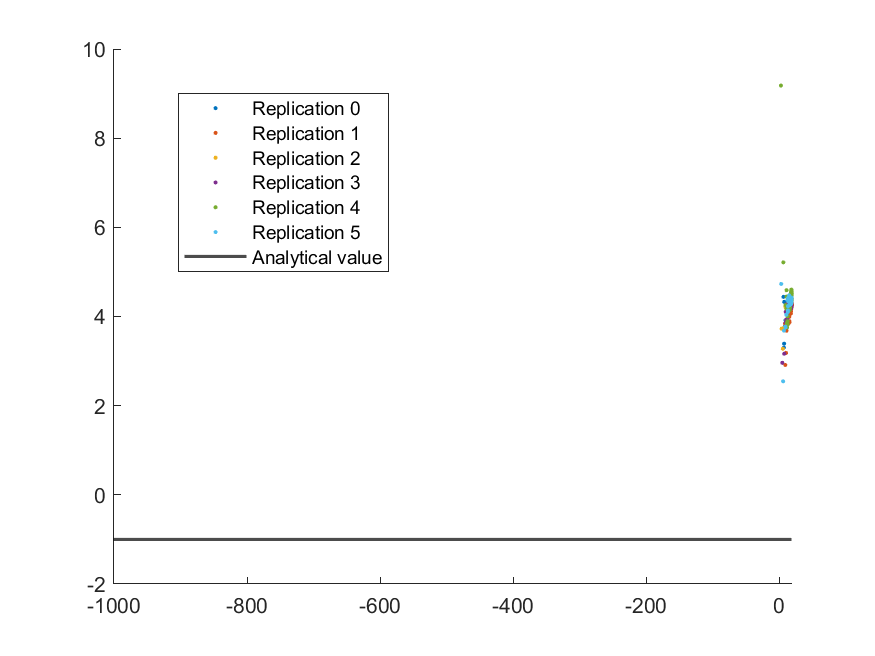 10
8
6
4
2
0
-2
Replication 0
Replication 1
Replication 2
Replication 3
Replication 4
Replication 5
Analytical value
-1000 -800 -600 -400 -200 0